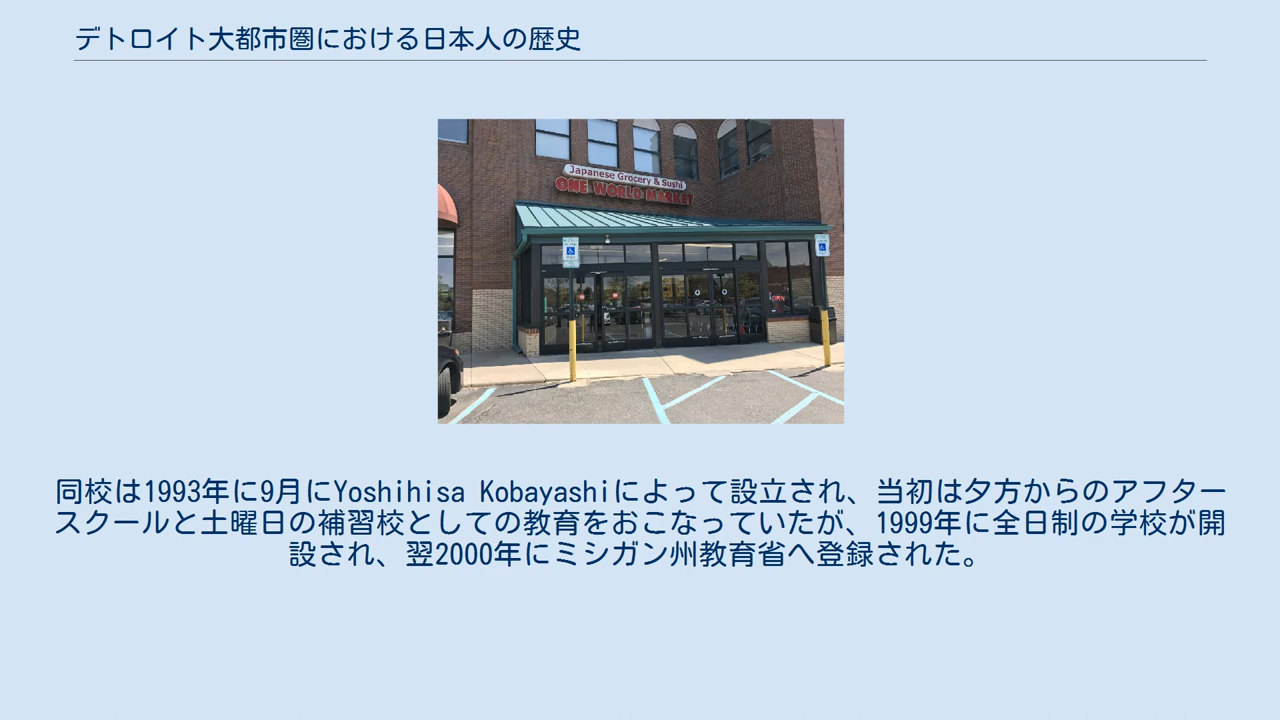 デトロイト大都市圏における日本人の歴史
Japanese Grocery & Sushi
ONE WORLD MARKET
OPEN
同校は1993年に9月にYoshihisa Kobayashiによって設立され、当初は夕方からのアフター
スクールと土曜日の補習校としての教育をおこなっていたが、1999年に全日制の学校が開
設され、翌2000年にミシガン州教育省へ登録された。